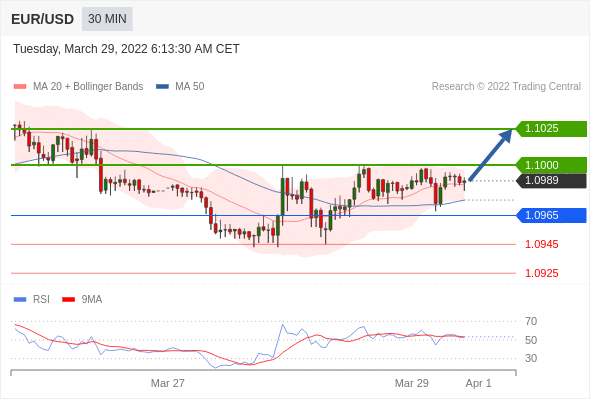 EUR/USD 30 MIN
Tuesday, March 29, 2022 6:13:30 AM CET
MA 20 + Bollinger Bands MA 50 Research © 2022 Trading Central
1.1025
1.1000
1.0989
1.0965
1.0945
1.0925
RSI 9MA
70
50
30
Mar 27 Mar 29 Apr 1